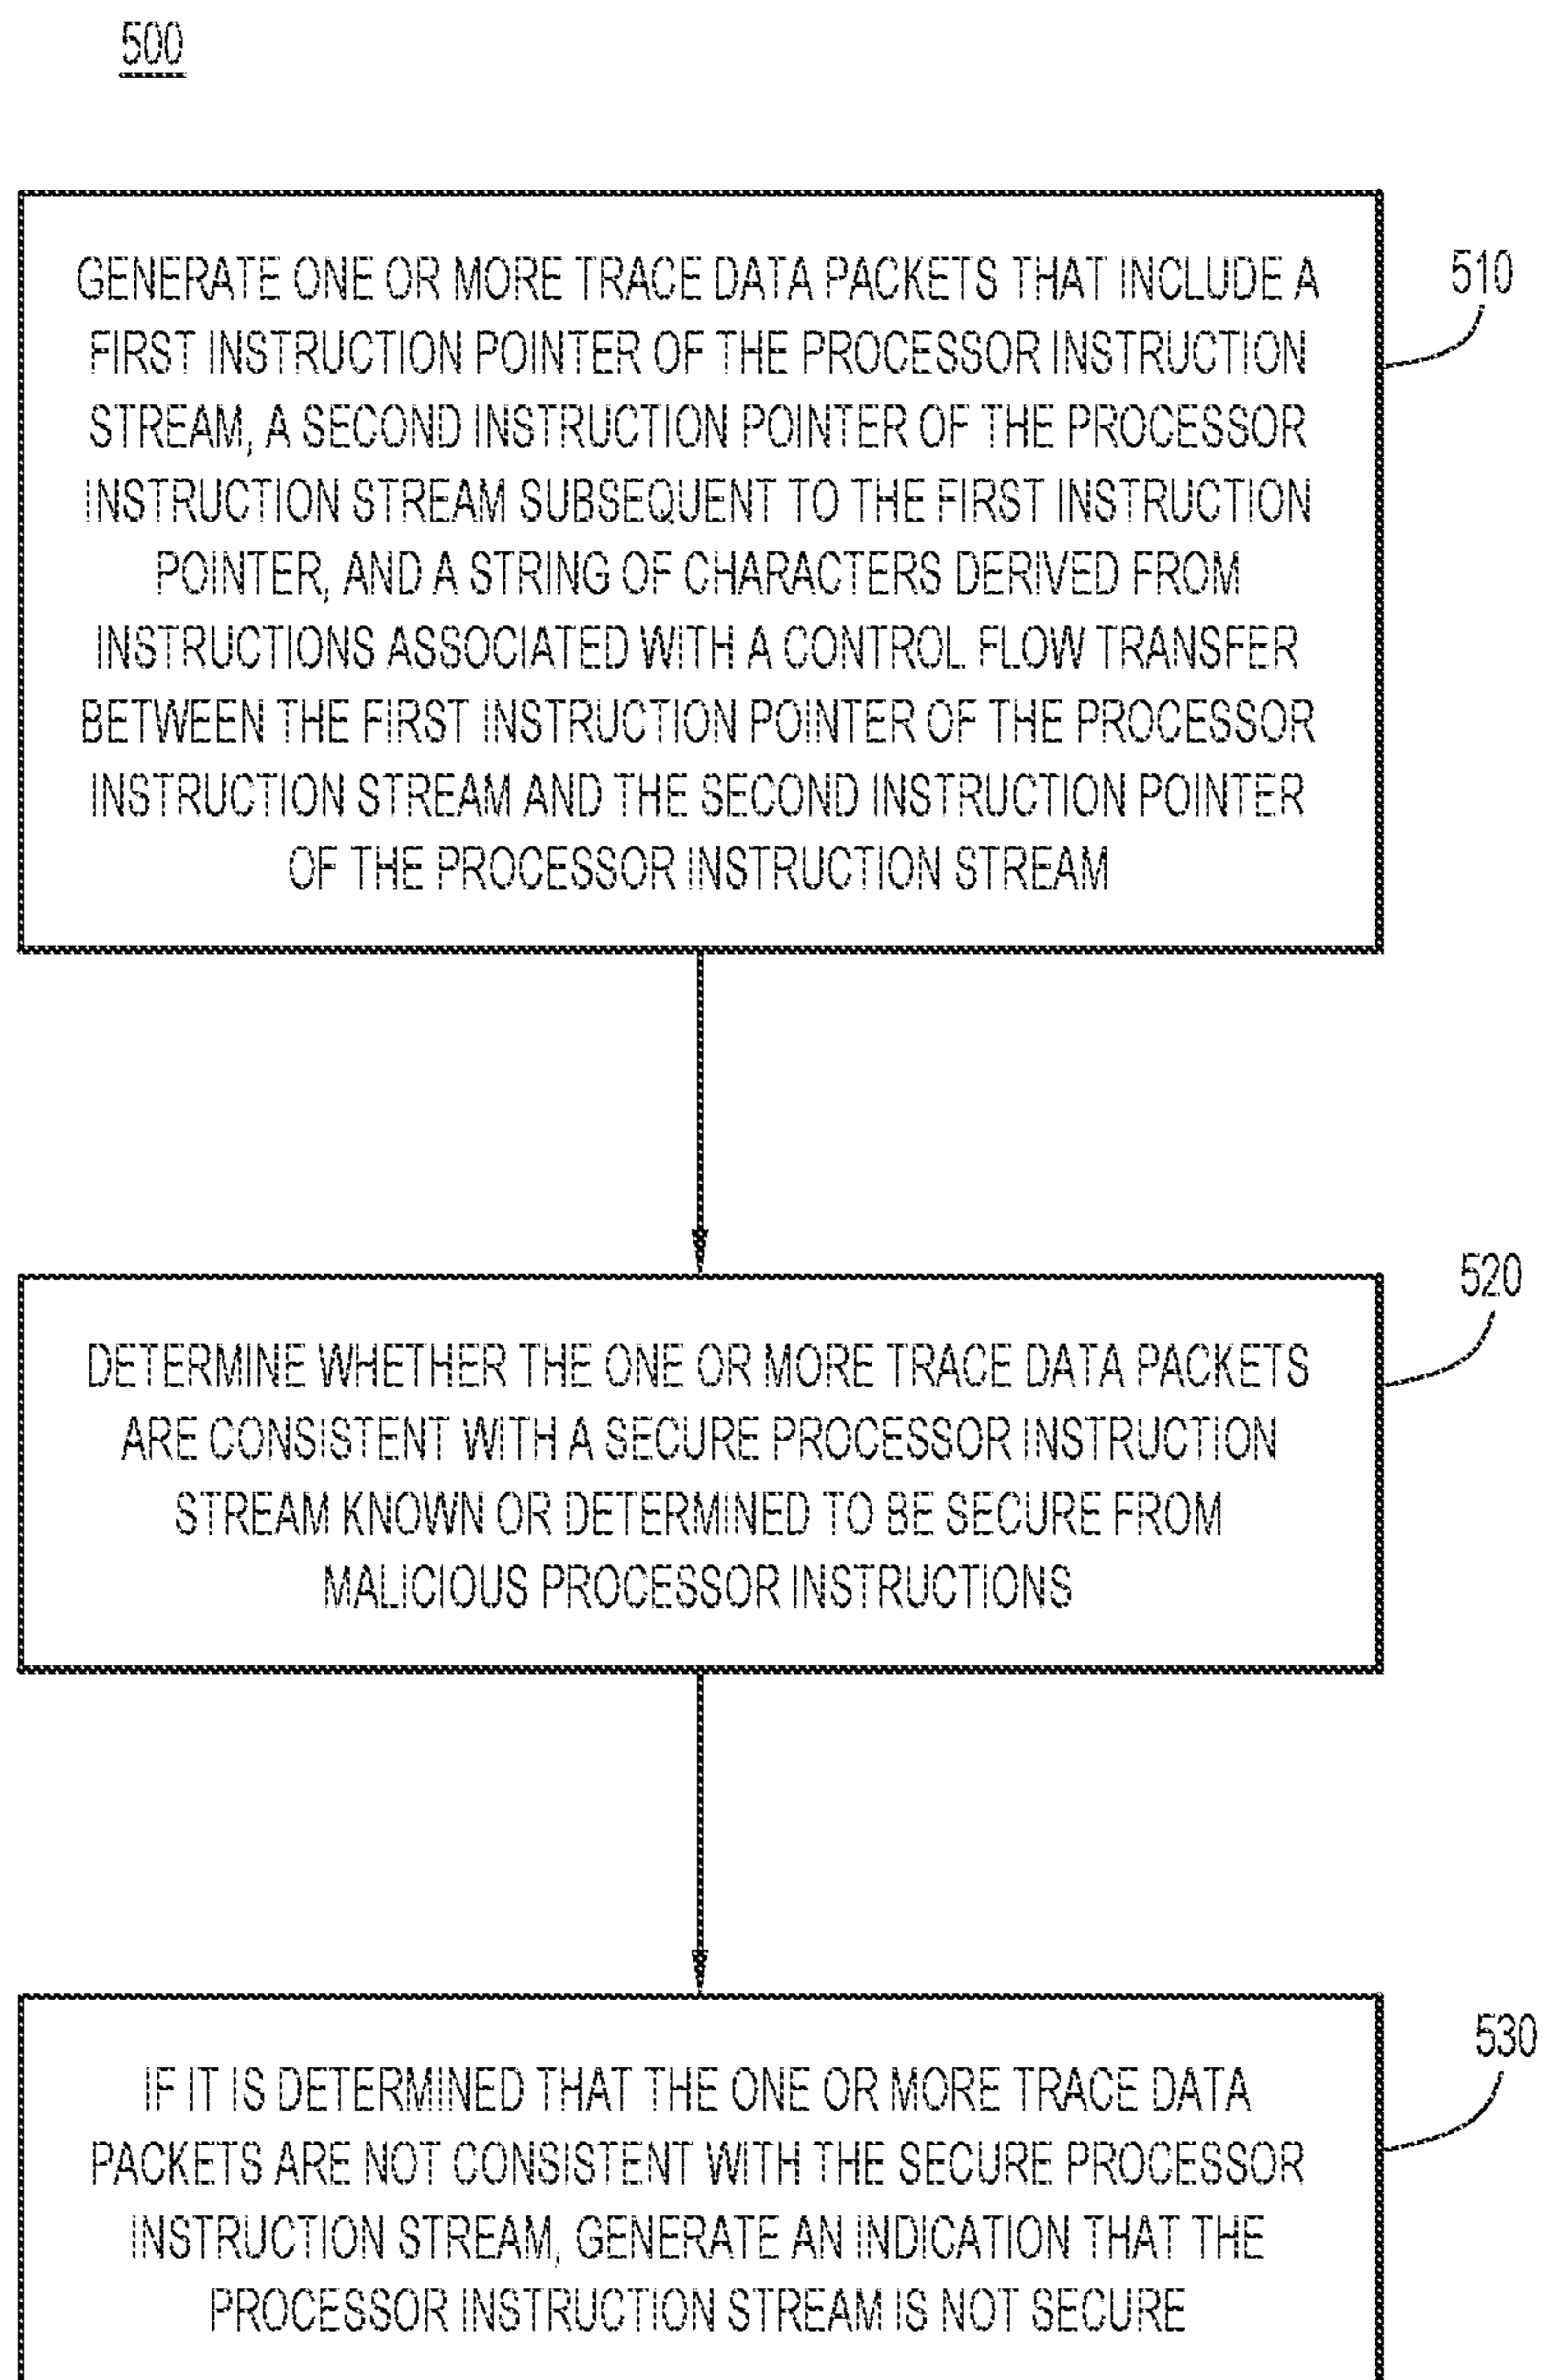 500
GENERATE ONE OR MORE TRACE DATA PACKETS THAT INCLUDE A
FIRST INSTRUCTION POINTER OF THE PROCESSOR INSTRUCTION
STREAM, A SECOND INSTRUCTION POINTER OF THE PROCESSOR
INSTRUCTION STREAM SUBSEQUENT TO THE FIRST INSTRUCTION
POINTER, AND A STRING OF CHARACTERS DERIVED FROM
INSTRUCTIONS ASSOCIATED WITH A CONTROL FLOW TRANSFER
BETWEEN THE FIRST INSTRUCTION POINTER OF THE PROCESSOR
INSTRUCTION STREAM AND THE SECOND INSTRUCTION POINTER
OF THE PROCESSOR INSTRUCTION STREAM
510
DETERMINE WHETHER THE ONE OR MORE TRACE DATA PACKETS
ARE CONSISTENT WITH A SECURE PROCESSOR INSTRUCTION
STREAM KNOWN OR DETERMINED TO BE SECURE FROM
MALICIOUS PROCESSOR INSTRUCTIONS
520
IF IT IS DETERMINED THAT THE ONE OR MORE TRACE DATA
PACKETS ARE NOT CONSISTENT WITH THE SECURE PROCESSOR
INSTRUCTION STREAM, GENERATE AN INDICATION THAT THE
PROCESSOR INSTRUCTION STREAM IS NOT SECURE
530